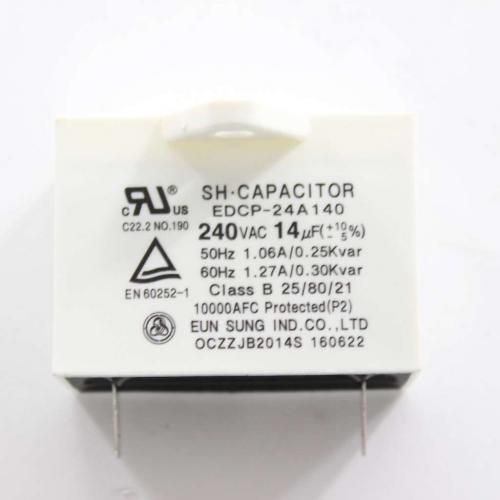 SH·CAPACITOR
EDCP-24A140
240VAC 14μF(+10/-5%)
50Hz 1.06A/0.25Kvar
60Hz 1.27A/0.30Kvar
Class B 25/80/21
10000AFC Protected(P2)
EUN SUNG IND.CO.,LTD
OCZZJB2014S 160622
c RU® US
C22.2 NO.190
EN 60252-1